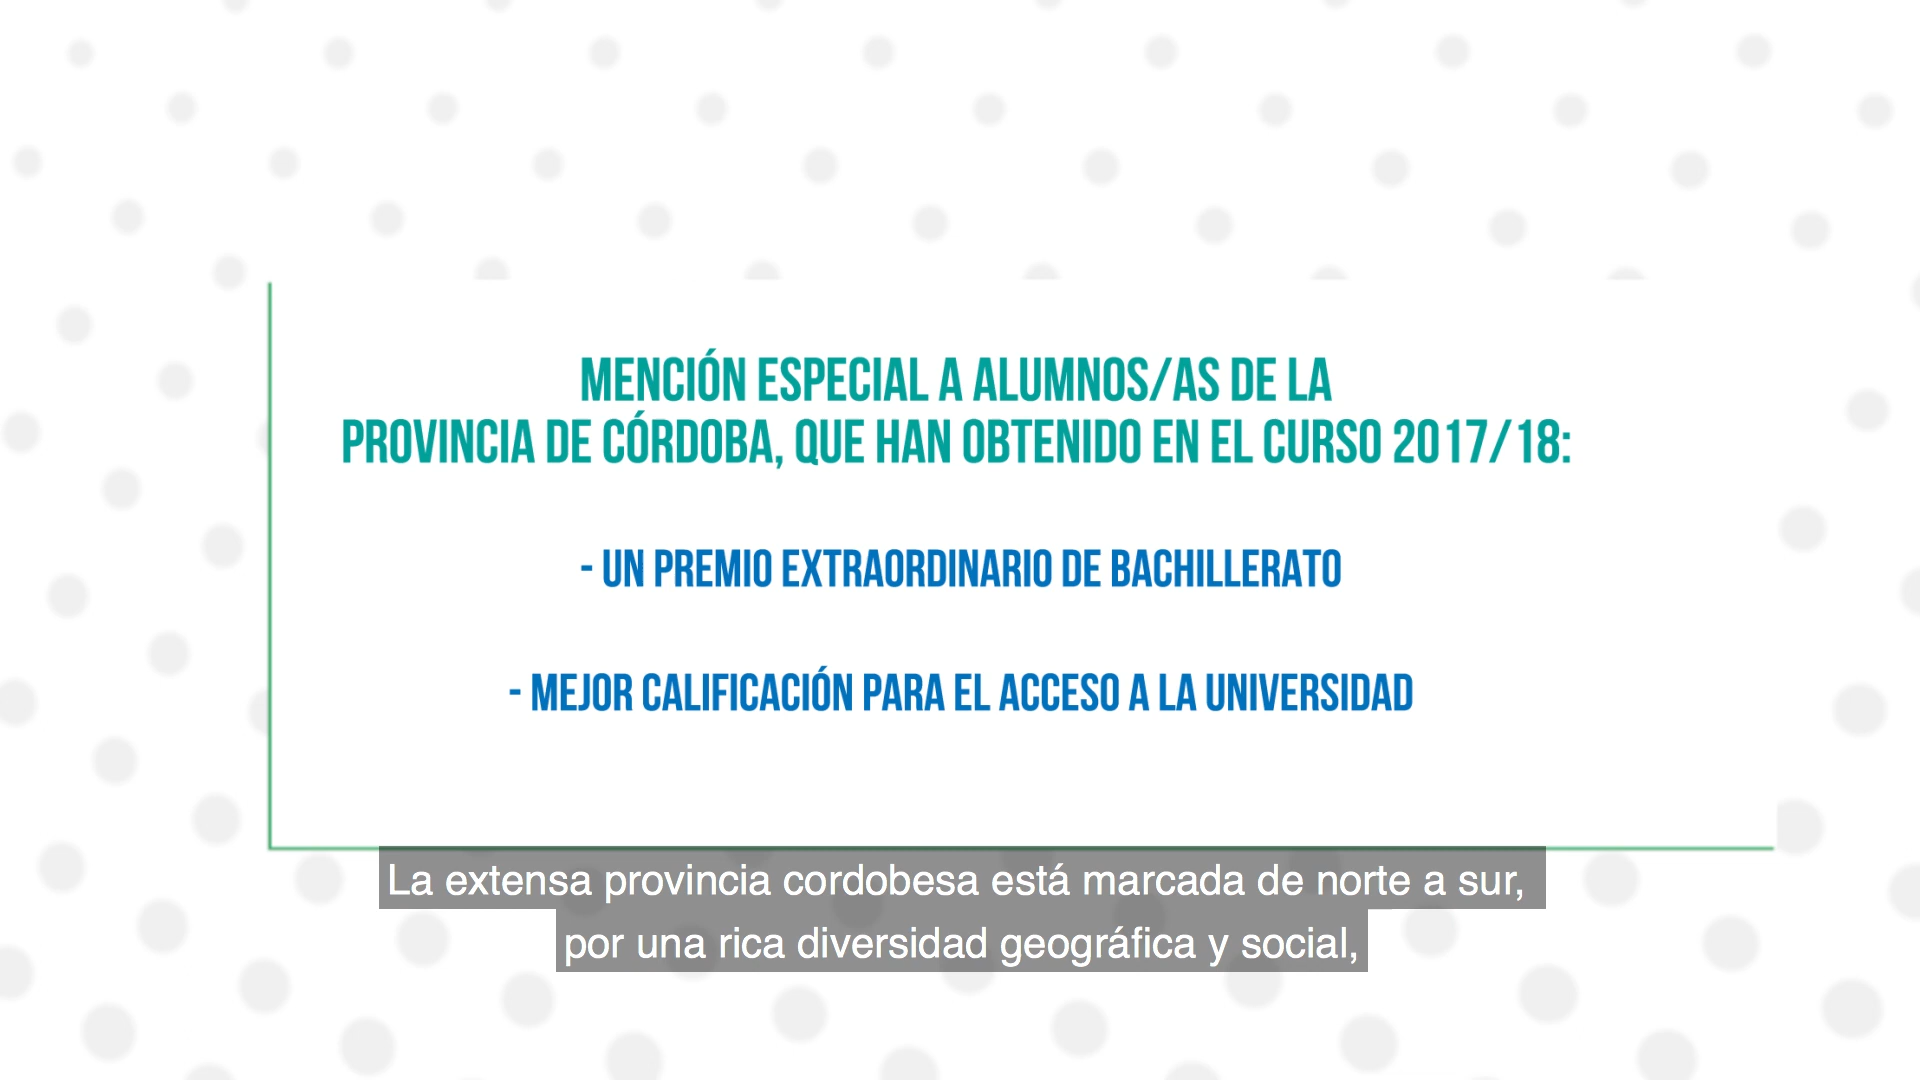 MENCIÓN ESPECIAL A ALUMNOS/AS DE LA
PROVINCIA DE CÓRDOBA, QUE HAN OBTENIDO EN EL CURSO 2017/18:
- UN PREMIO EXTRAORDINARIO DE BACHILLERATO
- MEJOR CALIFICACIÓN PARA EL ACCESO A LA UNIVERSIDAD
La extensa provincia cordobesa está marcada de norte a sur,
por una rica diversidad geográfica y social,